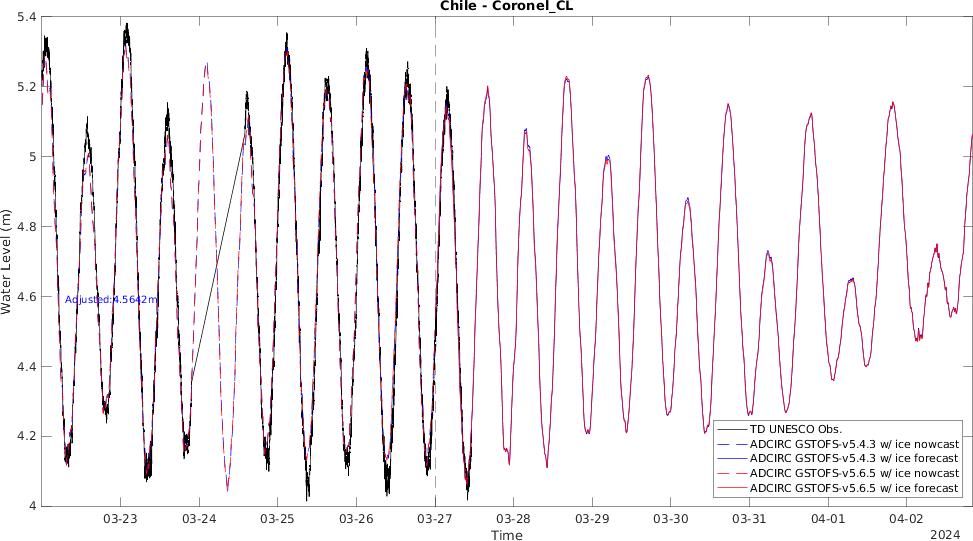 Chile - Coronel_CL
5.4
5.2
5
4.8
4.6
4.4
4.2
4
Water Level (m)
Adjusted:4.5642m
TD UNESCO Obs.
ADCIRC GSTOFS-v5.4.3 w/ ice nowcast
ADCIRC GSTOFS-v5.4.3 w/ ice forecast
ADCIRC GSTOFS-v5.6.5 w/ ice nowcast
ADCIRC GSTOFS-v5.6.5 w/ ice forecast
03-23 03-24 03-25 03-26 03-27 03-28 03-29 03-30 03-31 04-01 04-02
Time 2024